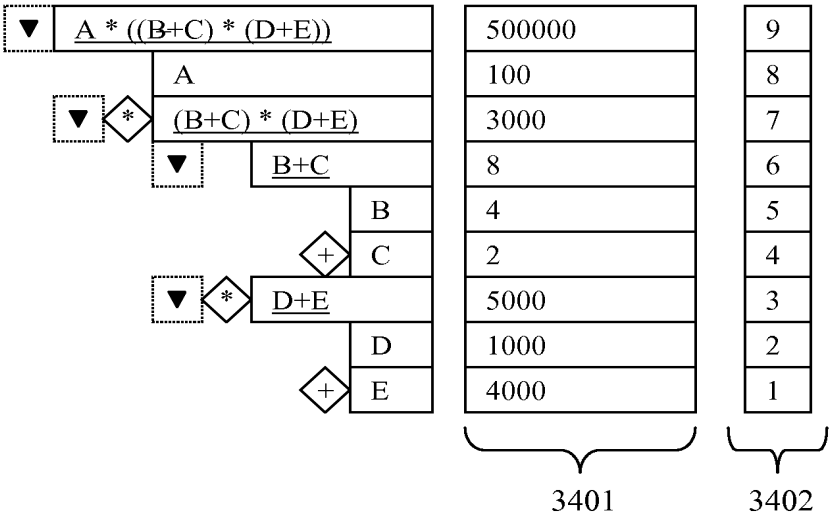 ▼ A * ((B+C) * (D+E)) 500000 9
A 100 8
▼ * (B+C) * (D+E) 3000 7
▼ B+C 8 6
B 4 5
+ C 2 4
▼ * D+E 5000 3
D 1000 2
+ E 4000 1
3401 3402